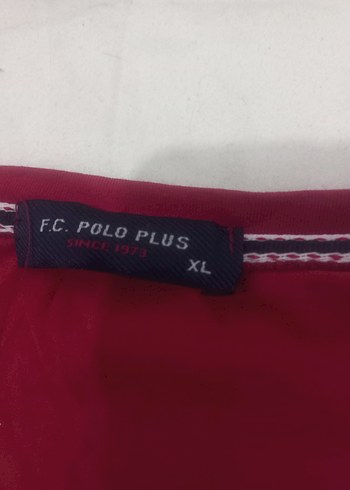 F.C. POLO PLUS
SINCE 1973
XL